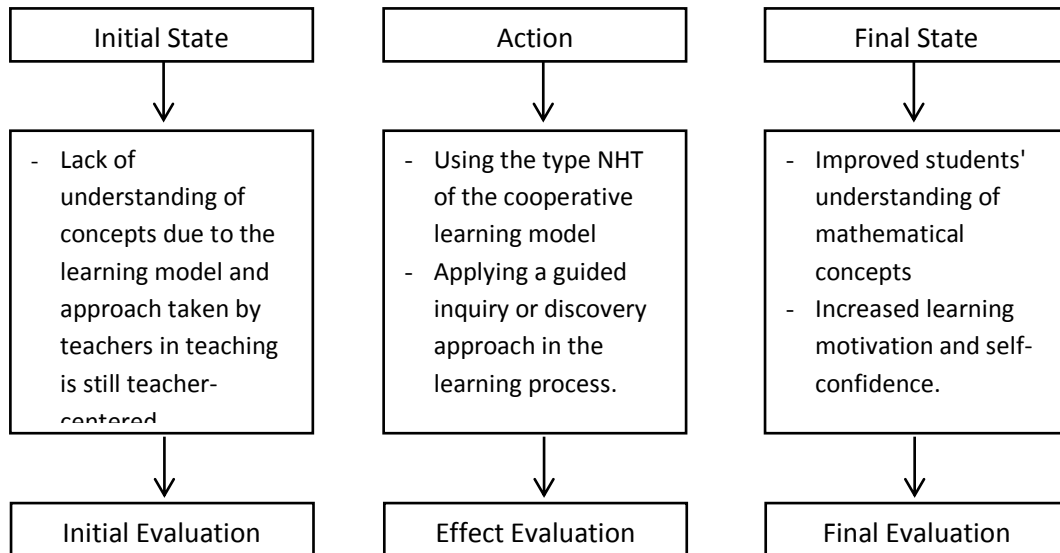 Initial State
Action
Final State
- Lack of
understanding of
concepts due to the
learning model and
approach taken by
teachers in teaching
is still teacher-
centered
- Using the type NHT
of the cooperative
learning model
- Applying a guided
inquiry or discovery
approach in the
learning process.
- Improved students'
understanding of
mathematical
concepts
- Increased learning
motivation and self-
confidence.
Initial Evaluation
Effect Evaluation
Final Evaluation